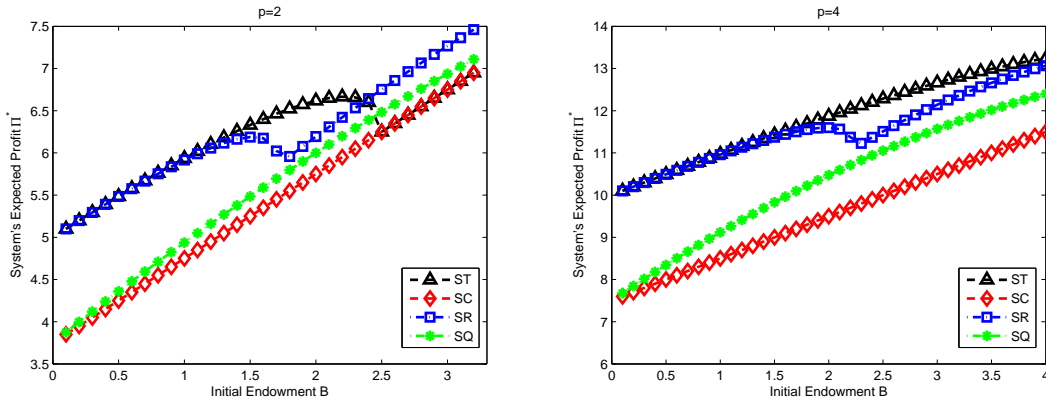 p=2
7.5
7
6.5
6
5.5
5
4.5
4
3.5
0
0.5
1
1.5
2
2.5
3
System's Expected Profit Π*
Initial Endowment B
ST
SC
SR
SQ
p=4
14
13
12
11
10
9
8
7
6
0
0.5
1
1.5
2
2.5
3
3.5
4
System's Expected Profit Π*
Initial Endowment B
ST
SC
SR
SQ